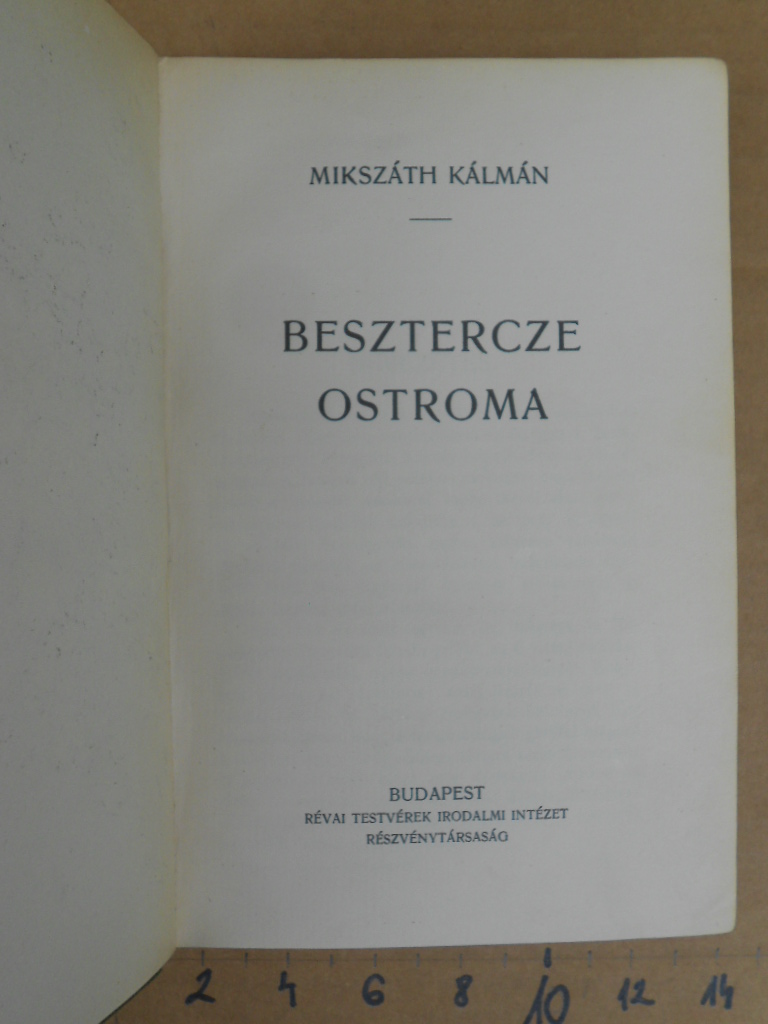 MIKSZÁTH KÁLMÁN
BESZTERCZE
OSTROMA
BUDAPEST
RÉVAI TESTVÉREK IRODALMI INTÉZET
RÉSZVÉNYTÁRSASÁG
2 4 6 8 10 12 14